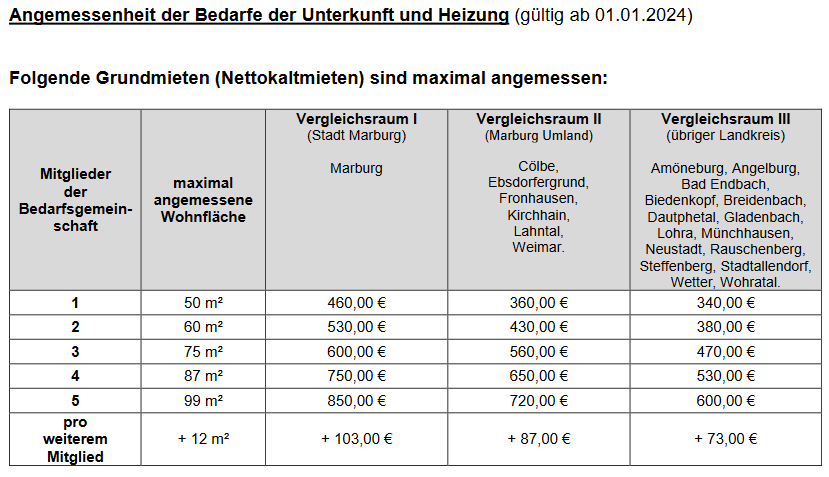 Angemessenheit der Bedarfe der Unterkunft und Heizung (gültig ab 01.01.2024)
Folgende Grundmieten (Nettokaltmieten) sind maximal angemessen:
Mitglieder
der
Bedarfsgemein-
schaft
maximal
angemessene
Wohnfläche
Vergleichsraum I
(Stadt Marburg)
Marburg
Vergleichsraum II
(Marburg Umland)
Cölbe,
Ebsdorfergrund,
Fronhausen,
Kirchhain,
Lahntal,
Weimar.
Vergleichsraum III
(übriger Landkreis)
Amöneburg, Angelburg,
Bad Endbach,
Biedenkopf, Breidenbach,
Dautphetal, Gladenbach,
Lohra, Münchhausen,
Neustadt, Rauschenberg,
Steffenberg, Stadtallendorf,
Wetter, Wohratal.
1 50 m² 460,00 € 360,00 € 340,00 €
2 60 m² 530,00 € 430,00 € 380,00 €
3 75 m² 600,00 € 560,00 € 470,00 €
4 87 m² 750,00 € 650,00 € 530,00 €
5 99 m² 850,00 € 720,00 € 600,00 €
pro
weiterem
Mitglied
+ 12 m² + 103,00 € + 87,00 € + 73,00 €